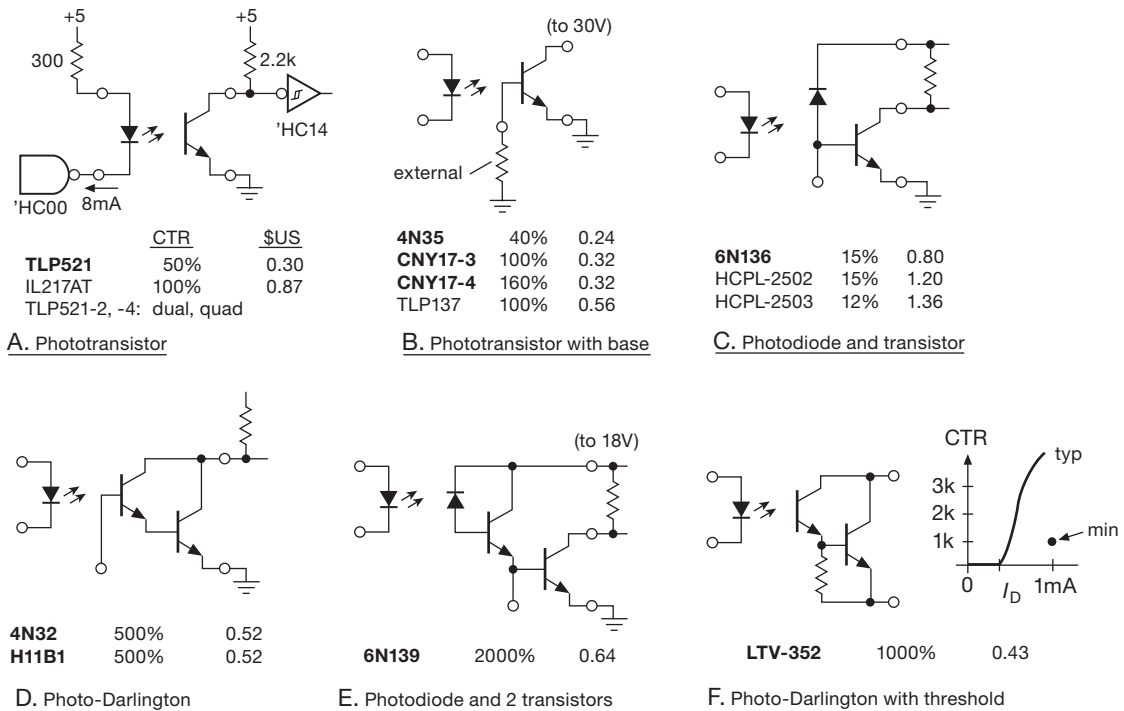 +5
+5
300
2.2k
'HC14
'HC00
8mA
CTR $US
TLP521 50% 0.30
IL217AT 100% 0.87
TLP521-2, -4: dual, quad
A. Phototransistor
(to 30V)
external
4N35 40% 0.24
CNY17-3 100% 0.32
CNY17-4 160% 0.32
TLP137 100% 0.56
B. Phototransistor with base
6N136 15% 0.80
HCPL-2502 15% 1.20
HCPL-2503 12% 1.36
C. Photodiode and transistor
4N32 500% 0.52
H11B1 500% 0.52
D. Photo-Darlington
(to 18V)
6N139 2000% 0.64
E. Photodiode and 2 transistors
CTR
typ
3k
2k
1k
min
0 ID 1mA
LTV-352 1000% 0.43
F. Photo-Darlington with threshold